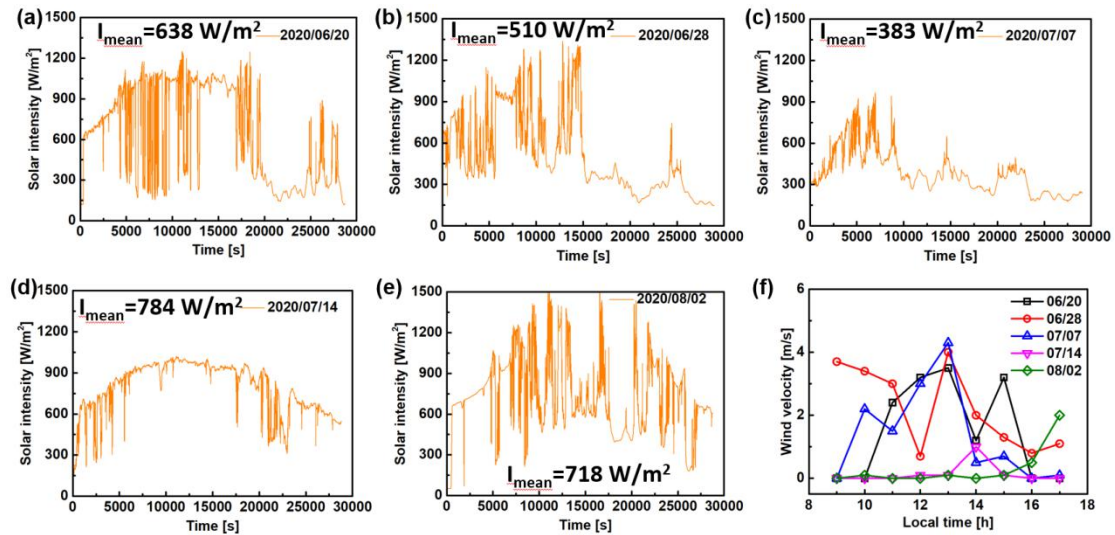 (a)
I_mean=638 W/m²
2020/06/20
Solar intensity [W/m²]
1500
1200
900
600
300
0
0 5000 10000 15000 20000 25000 30000
Time [s]
(b)
I_mean=510 W/m²
2020/06/28
Solar intensity [W/m²]
1500
1200
900
600
300
0
0 5000 10000 15000 20000 25000 30000
Time [s]
(c)
I_mean=383 W/m²
2020/07/07
Solar intensity [W/m²]
1500
1200
900
600
300
0
0 5000 10000 15000 20000 25000 30000
Time [s]
(d)
I_mean=784 W/m²
2020/07/14
Solar intensity [W/m²]
1500
1200
900
600
300
0
0 5000 10000 15000 20000 25000 30000
Time [s]
(e)
2020/08/02
I_mean=718 W/m²
Solar intensity [W/m²]
1500
1200
900
600
300
0
0 5000 10000 15000 20000 25000 30000
Time [s]
(f)
06/20
06/28
07/07
07/14
08/02
Wind velocity [m/s]
6
4
2
0
8 10 12 14 16 18
Local time [h]